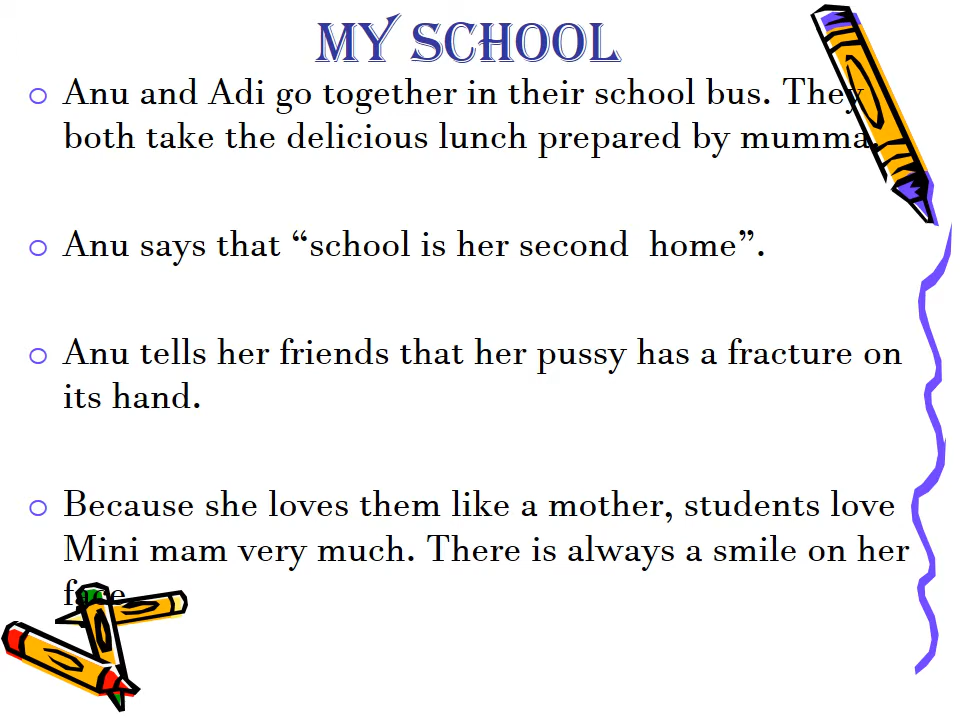 MY SCHOOL
Anu and Adi go together in their school bus. They
both take the delicious lunch prepared by mumma.
Anu says that “school is her second  home”.
Anu tells her friends that her pussy has a fracture on
its hand.
Because she loves them like a mother, students love
Mini mam very much. There is always a smile on her
face